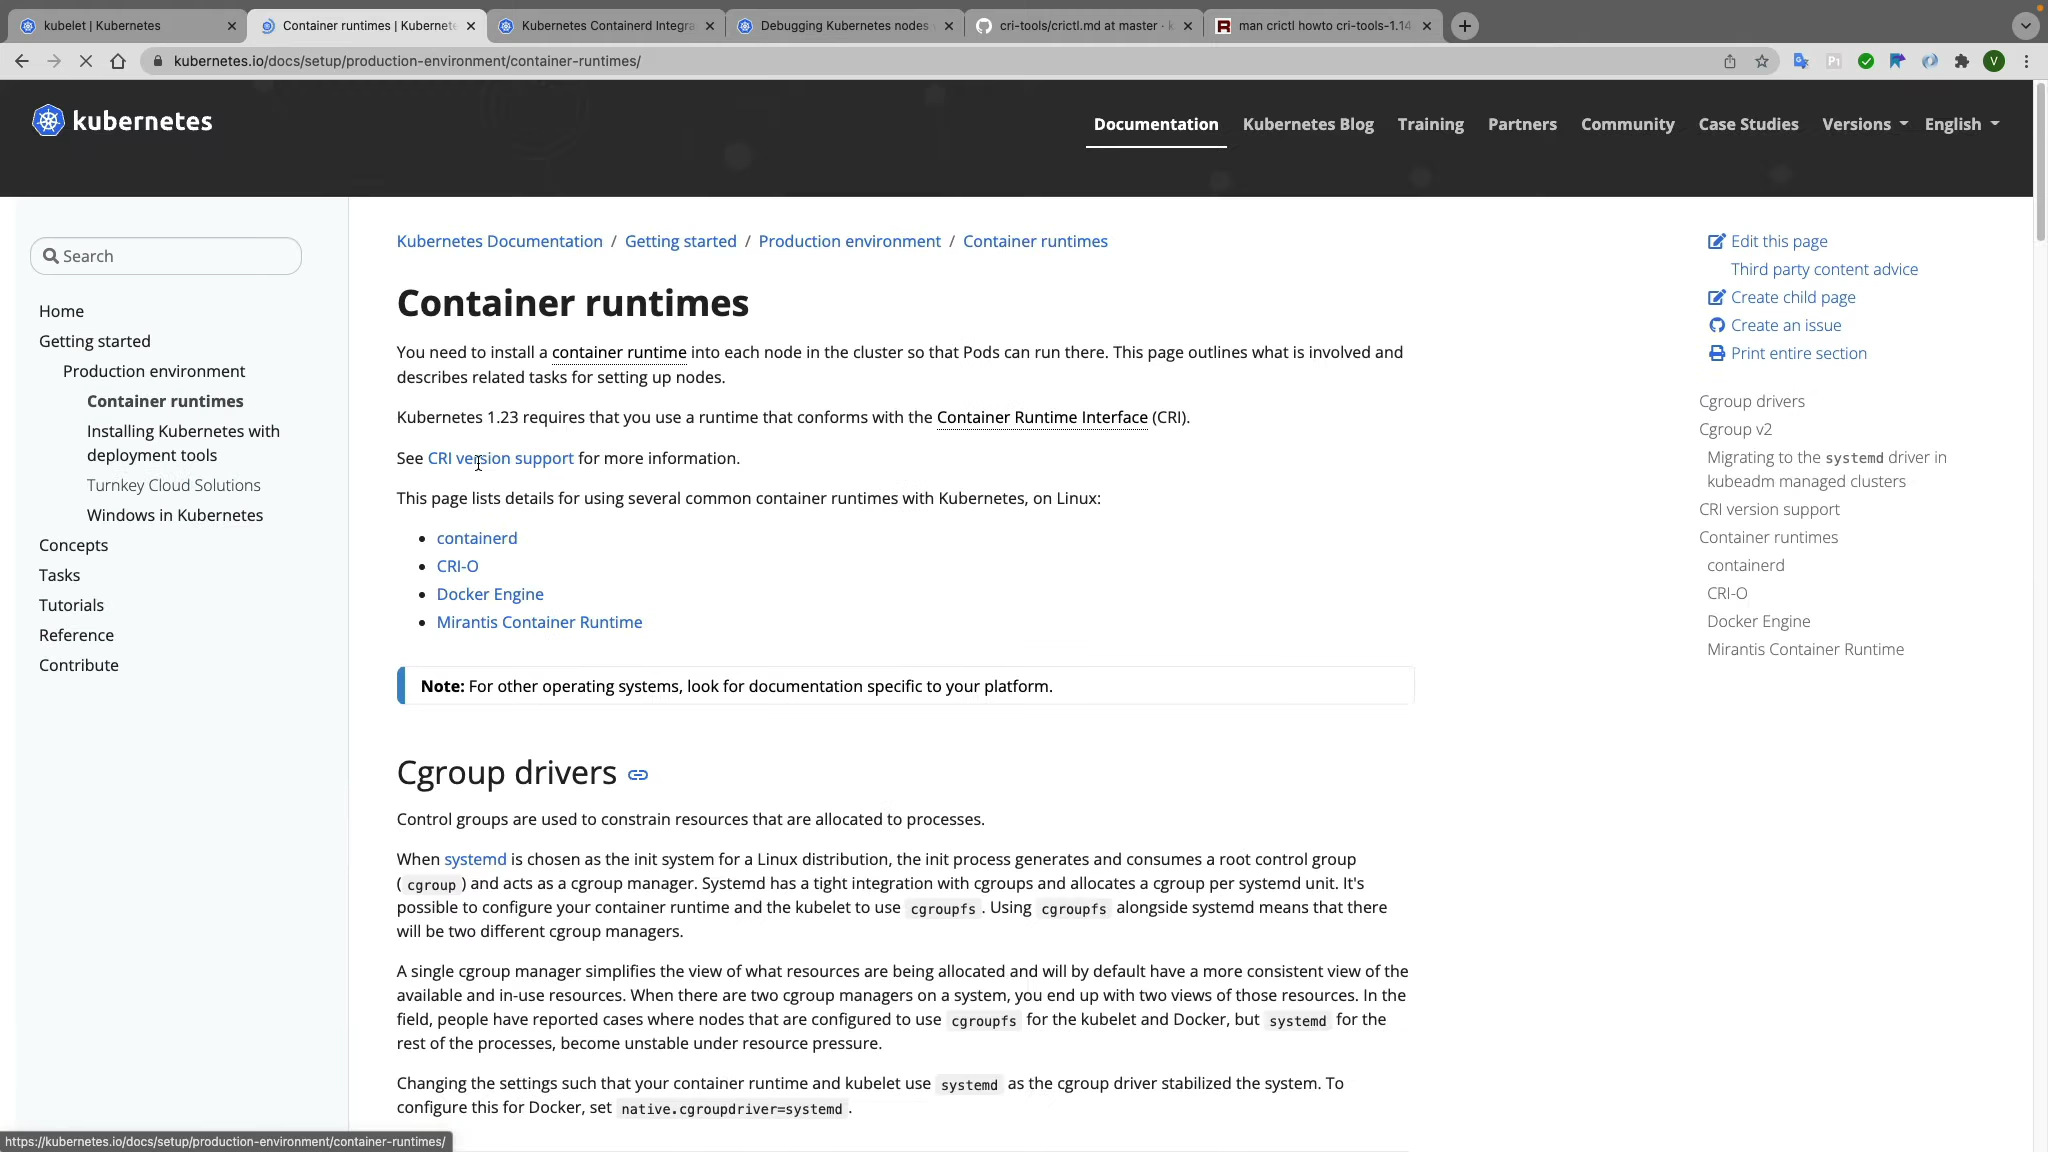 kubelet | Kubernetes
Container runtimes | Kubernete
Kubernetes Containerd Integra
Debugging Kubernetes nodes
cri-tools/crictl.md at master · k
man crictl howto cri-tools-1.14
kubernetes.io/docs/setup/production-environment/container-runtimes/
V
kubernetes
Documentation
Kubernetes Blog
Training
Partners
Community
Case Studies
Versions
English
Search
Home
Getting started
Production environment
Container runtimes
Installing Kubernetes with
deployment tools
Turnkey Cloud Solutions
Windows in Kubernetes
Concepts
Tasks
Tutorials
Reference
Contribute
Kubernetes Documentation / Getting started / Production environment / Container runtimes
Container runtimes
You need to install a container runtime into each node in the cluster so that Pods can run there. This page outlines what is involved and
describes related tasks for setting up nodes.
Kubernetes 1.23 requires that you use a runtime that conforms with the Container Runtime Interface (CRI).
See CRI version support for more information.
This page lists details for using several common container runtimes with Kubernetes, on Linux:
• containerd
• CRI-O
• Docker Engine
• Mirantis Container Runtime
Note: For other operating systems, look for documentation specific to your platform.
Cgroup drivers
Control groups are used to constrain resources that are allocated to processes.
When systemd is chosen as the init system for a Linux distribution, the init process generates and consumes a root control group
( cgroup ) and acts as a cgroup manager. Systemd has a tight integration with cgroups and allocates a cgroup per systemd unit. It's
possible to configure your container runtime and the kubelet to use cgroupfs . Using cgroupfs alongside systemd means that there
will be two different cgroup managers.
A single cgroup manager simplifies the view of what resources are being allocated and will by default have a more consistent view of the
available and in-use resources. When there are two cgroup managers on a system, you end up with two views of those resources. In the
field, people have reported cases where nodes that are configured to use cgroupfs for the kubelet and Docker, but systemd for the
rest of the processes, become unstable under resource pressure.
Changing the settings such that your container runtime and kubelet use systemd as the cgroup driver stabilized the system. To
configure this for Docker, set native.cgroupdriver=systemd .
Edit this page
Third party content advice
Create child page
Create an issue
Print entire section
Cgroup drivers
Cgroup v2
Migrating to the systemd driver in
kubeadm managed clusters
CRI version support
Container runtimes
containerd
CRI-O
Docker Engine
Mirantis Container Runtime
https://kubernetes.io/docs/setup/production-environment/container-runtimes/